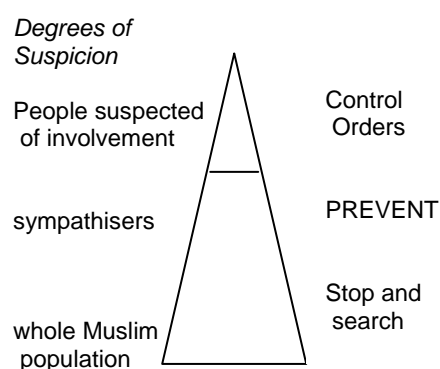 Degrees of
Suspicion
People suspected
of involvement
Control
Orders
sympathisers
PREVENT
Stop and
search
whole Muslim
population